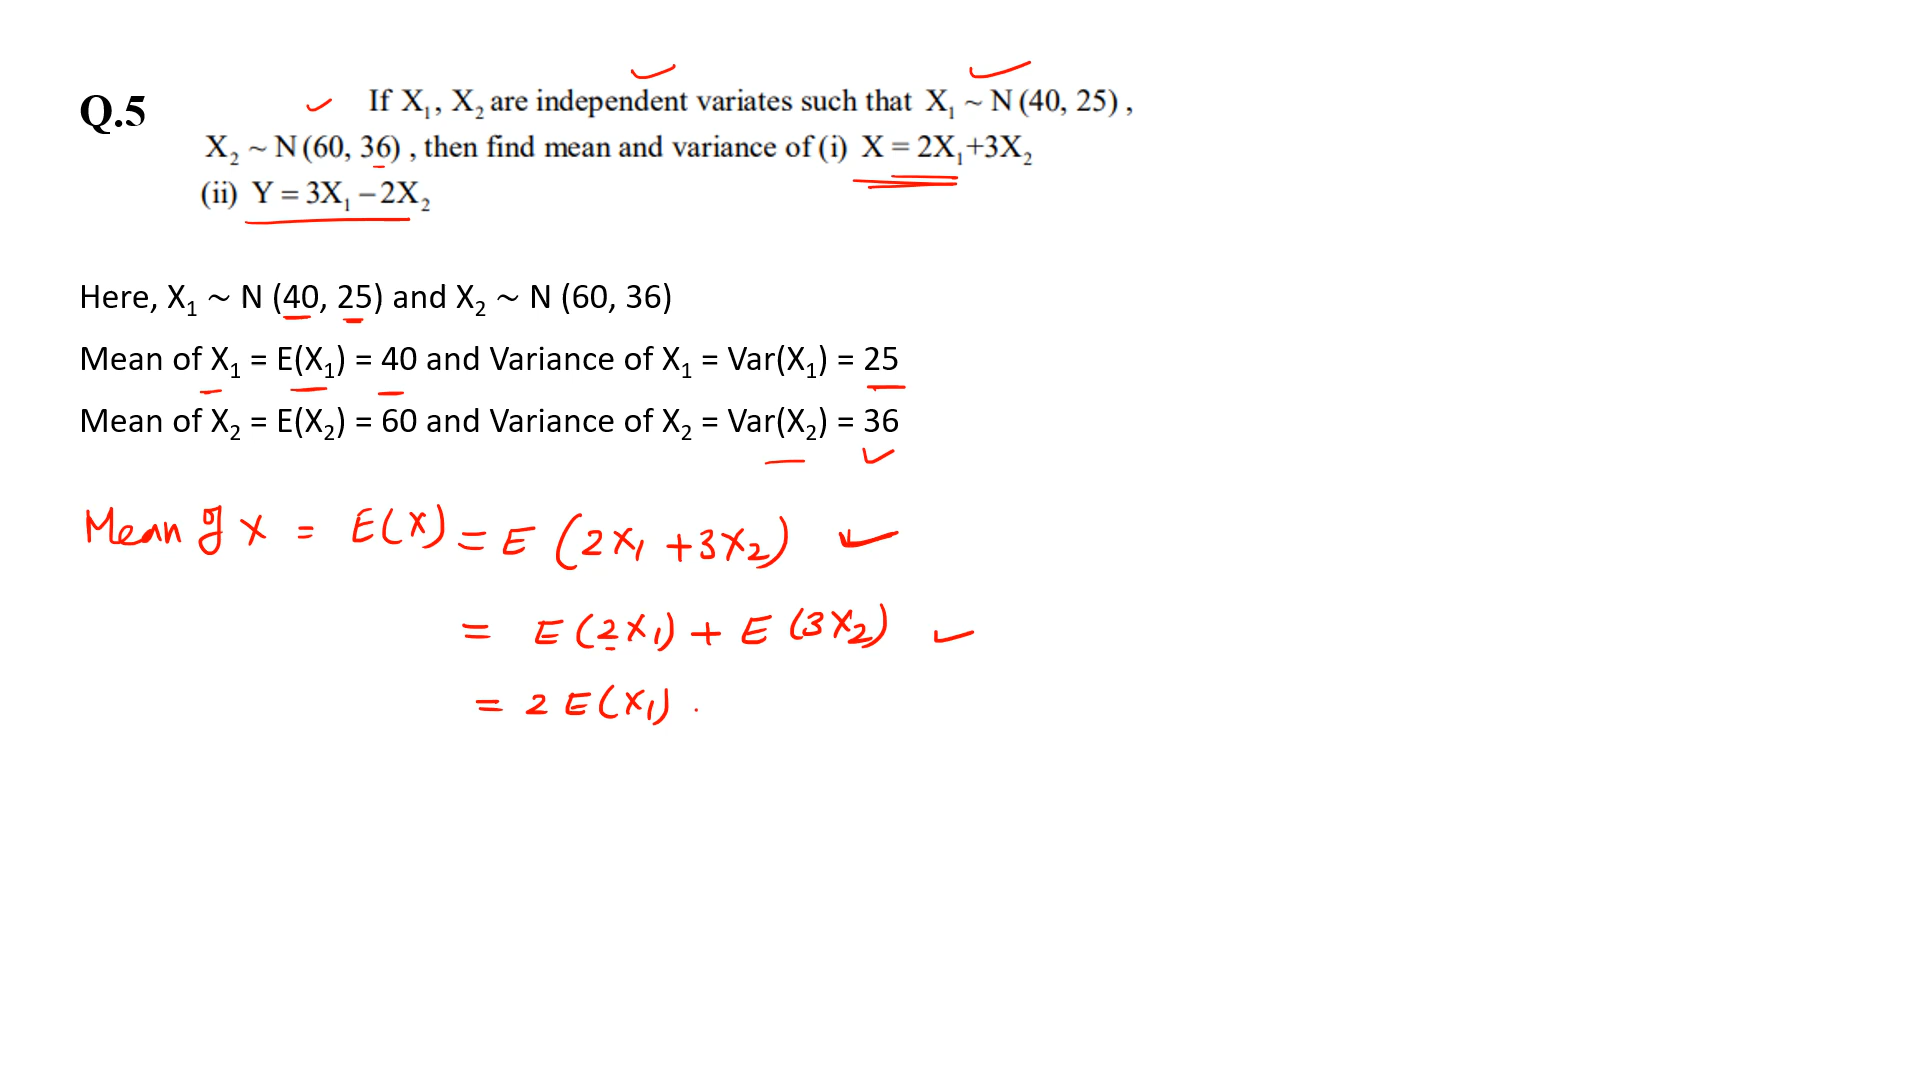 Q.5 If X₁, X₂ are independent variates such that X₁ ~ N (40, 25) ,
X₂ ~ N (60, 36) , then find mean and variance of (i) X = 2X₁+3X₂
(ii) Y = 3X₁ – 2X₂
Here, X₁ ~ N (40, 25) and X₂ ~ N (60, 36)
Mean of X₁ = E(X₁) = 40 and Variance of X₁ = Var(X₁) = 25
Mean of X₂ = E(X₂) = 60 and Variance of X₂ = Var(X₂) = 36
Mean of X = E(X) = E (2X₁ + 3X₂)
= E (2X₁) + E (3X₂)
= 2 E(X₁)